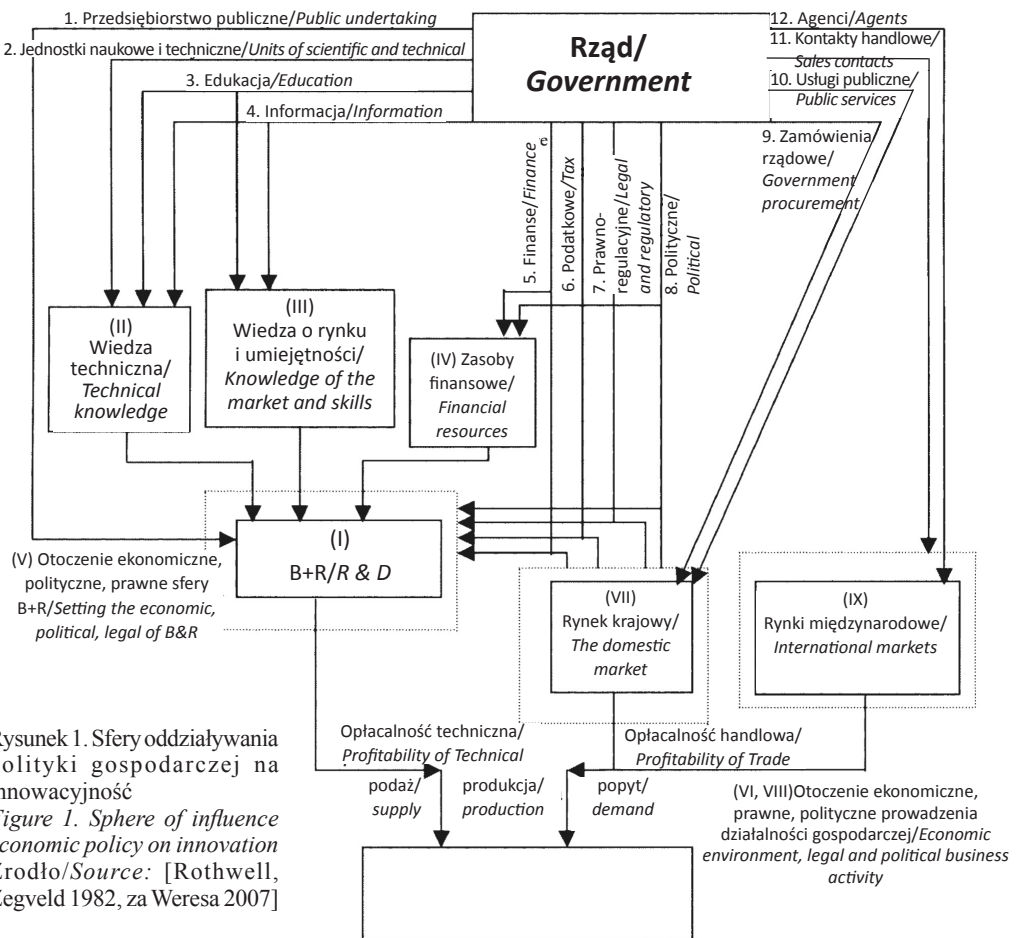 1. Przedsiębiorstwo publiczne/Public undertaking
2. Jednostki naukowe i techniczne/Units of scientific and technical
3. Edukacja/Education
4. Informacja/Information
Rząd/
Government
12. Agenci/Agents
11. Kontakty handlowe/
Sales contacts
10. Usługi publiczne/
Public services
9. Zamówienia
rządowe/
Government
procurement
5. Finanse/Finance
6. Podatkowe/Tax
7. Prawno-
regulacyjne/Legal
and regulatory
8. Polityczne/
Political
(II)
Wiedza
techniczna/
Technical
knowledge
(III)
Wiedza o rynku
i umiejętności/
Knowledge of the
market and skills
(IV) Zasoby
finansowe/
Financial
resources
(I)
B+R/R & D
(V) Otoczenie ekonomiczne,
polityczne, prawne sfery
B+R/Setting the economic,
political, legal of B&R
(VII)
Rynek krajowy/
The domestic
market
(IX)
Rynki międzynarodowe/
International markets
Opłacalność techniczna/
Profitability of Technical
Opłacalność handlowa/
Profitability of Trade
podaż/
supply
produkcja/
production
popyt/
demand
(VI, VIII)Otoczenie ekonomiczne,
prawne, polityczne prowadzenia
działalności gospodarczej/Economic
environment, legal and political business
activity
Rysunek 1. Sfery oddziaływania
polityki gospodarczej na
innowacyjność
Figure 1. Sphere of influence
economic policy on innovation
Źrodło/Source: [Rothwell,
Zegveld 1982, za Weresa 2007]